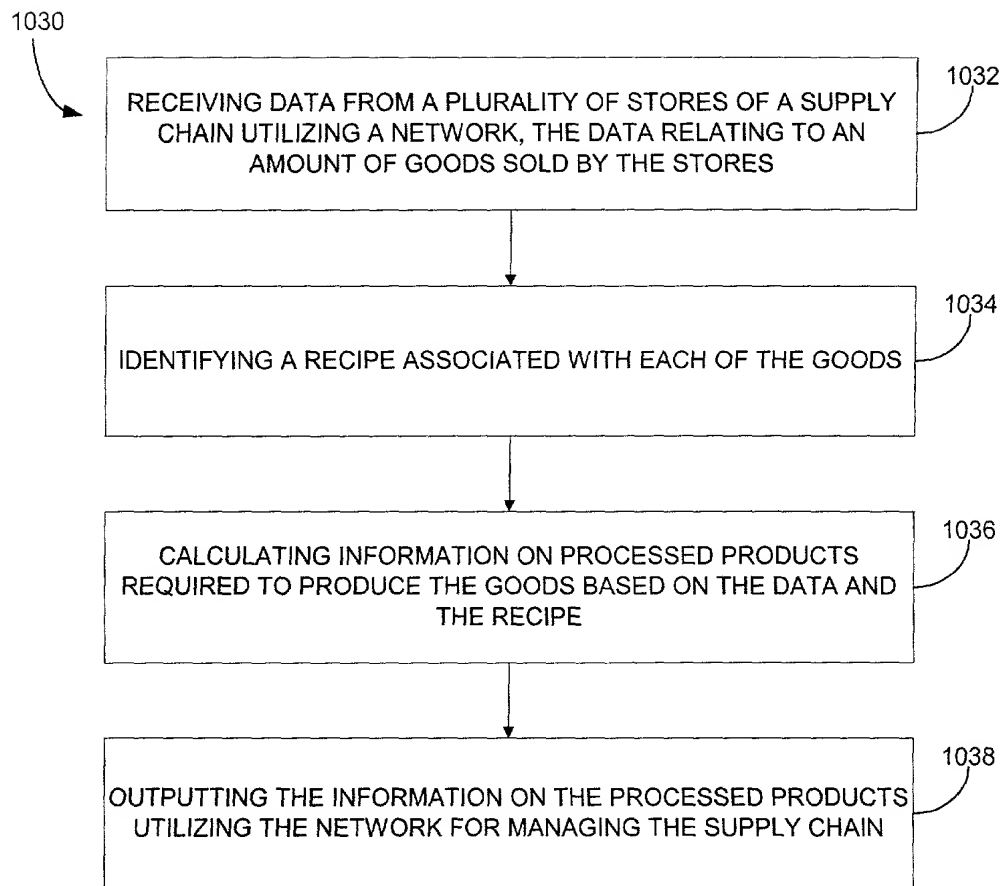 1030
1032
RECEIVING DATA FROM A PLURALITY OF STORES OF A SUPPLY
CHAIN UTILIZING A NETWORK, THE DATA RELATING TO AN
AMOUNT OF GOODS SOLD BY THE STORES
1034
IDENTIFYING A RECIPE ASSOCIATED WITH EACH OF THE GOODS
1036
CALCULATING INFORMATION ON PROCESSED PRODUCTS
REQUIRED TO PRODUCE THE GOODS BASED ON THE DATA AND
THE RECIPE
1038
OUTPUTTING THE INFORMATION ON THE PROCESSED PRODUCTS
UTILIZING THE NETWORK FOR MANAGING THE SUPPLY CHAIN